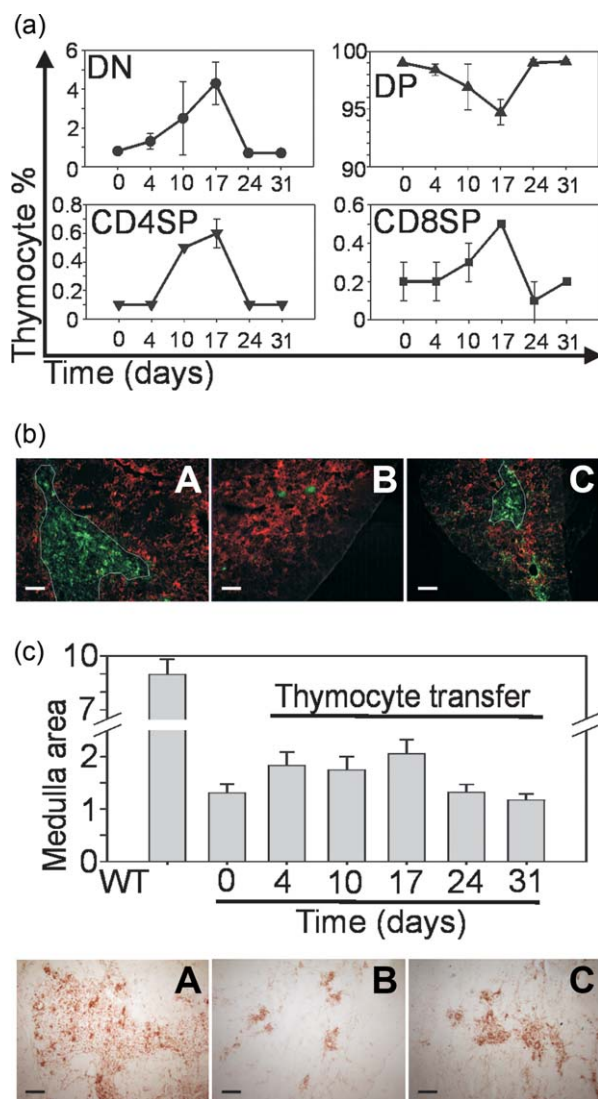 (a)
Thymocyte %
DN
6
4
2
0
0 4 10 17 24 31
DP
100
95
90
0 4 10 17 24 31
CD4SP
0.8
0.6
0.4
0.2
0
0 4 10 17 24 31
CD8SP
0.6
0.4
0.2
0
0 4 10 17 24 31
Time (days)
(b)
A B C
(c)
Medulla area
10
7
2
1
0
Thymocyte transfer
WT 0 4 10 17 24 31
Time (days)
A B C